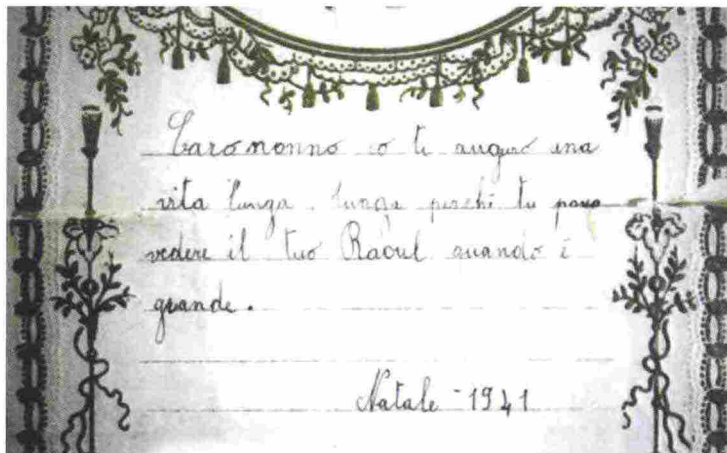 Caro nonno io ti auguro una
vita lunga lunga perchè tu possa
vedere il tuo Raoul quando è
grande.
Natale - 1941